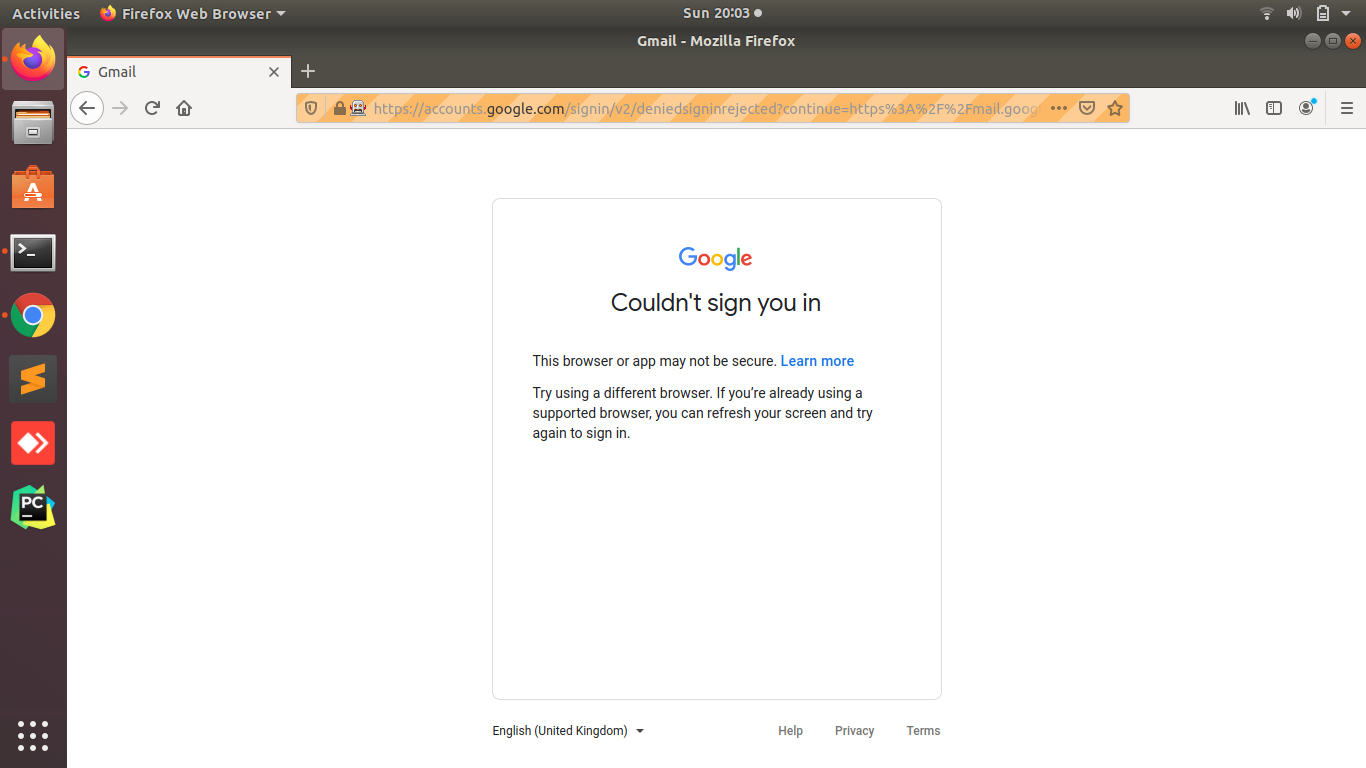 Activities Firefox Web Browser Sun 20:03
Gmail - Mozilla Firefox
Gmail
https://accounts.google.com/signin/v2/deniedsigninrejected?continue=https%3A%2F%2Fmail.goog
Google
Couldn't sign you in
This browser or app may not be secure. Learn more
Try using a different browser. If you’re already using a
supported browser, you can refresh your screen and try
again to sign in.
PC
English (United Kingdom) Help Privacy Terms